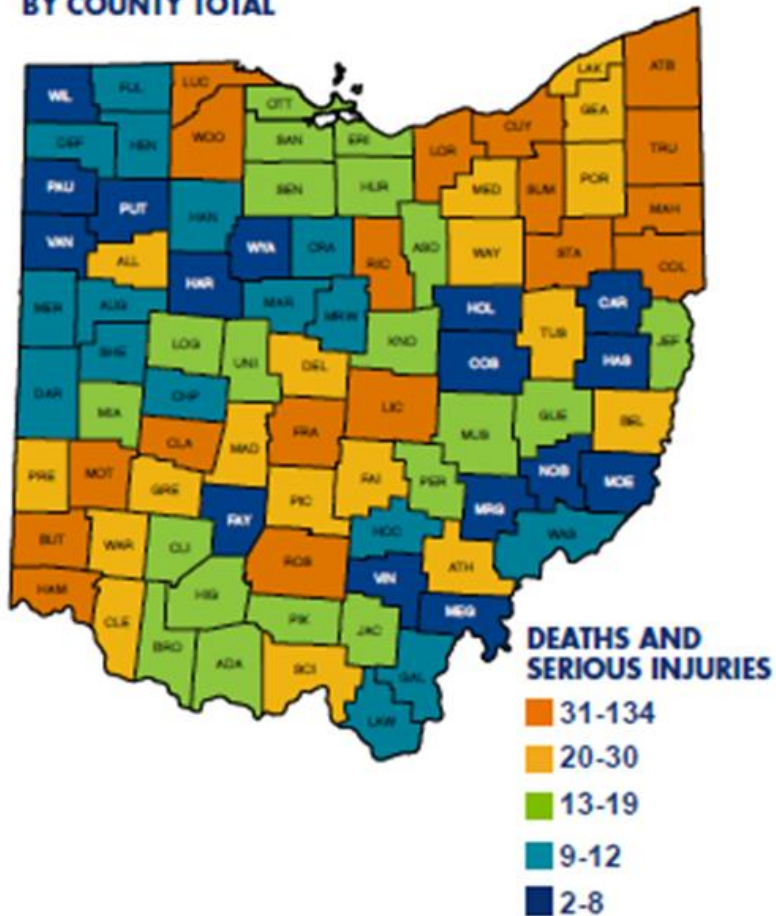 BY COUNTY TOTAL
LAK
ATB
WIL
FUL
LUC
OTT
GEA
CUY
WOO
SAN
ERI
LOR
DEF
HEN
TRU
PAU
SEN
HUR
MED
SUM
POR
PUT
HAN
MAH
VAN
WYA
CRA
RIC
ASD
WAY
STA
COL
ALL
HAR
MER
AUG
MAR
MRW
HOL
CAR
TUS
JEF
LOG
UNI
KNO
SHE
DEL
COS
HAS
DAR
MIA
CHP
LIC
GUE
BEL
FRA
MUS
CLA
MAD
PRE
MOT
GRE
PIC
FAI
PER
NOB
MOE
FAY
MRG
BUT
WAR
CLI
HOC
WAS
ROS
ATH
HAM
VIN
HIG
CLE
PIK
JAC
MEG
BRO
ADA
SCI
GAL
LAW
DEATHS AND
SERIOUS INJURIES
31-134
20-30
13-19
9-12
2-8